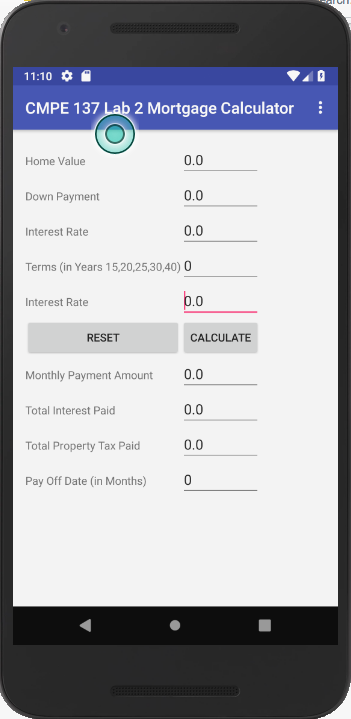 earch
11:10
CMPE 137 Lab 2 Mortgage Calculator
Home Value 0.0
Down Payment 0.0
Interest Rate 0.0
Terms (in Years 15,20,25,30,40) 0
Interest Rate 0.0
RESET CALCULATE
Monthly Payment Amount 0.0
Total Interest Paid 0.0
Total Property Tax Paid 0.0
Pay Off Date (in Months) 0